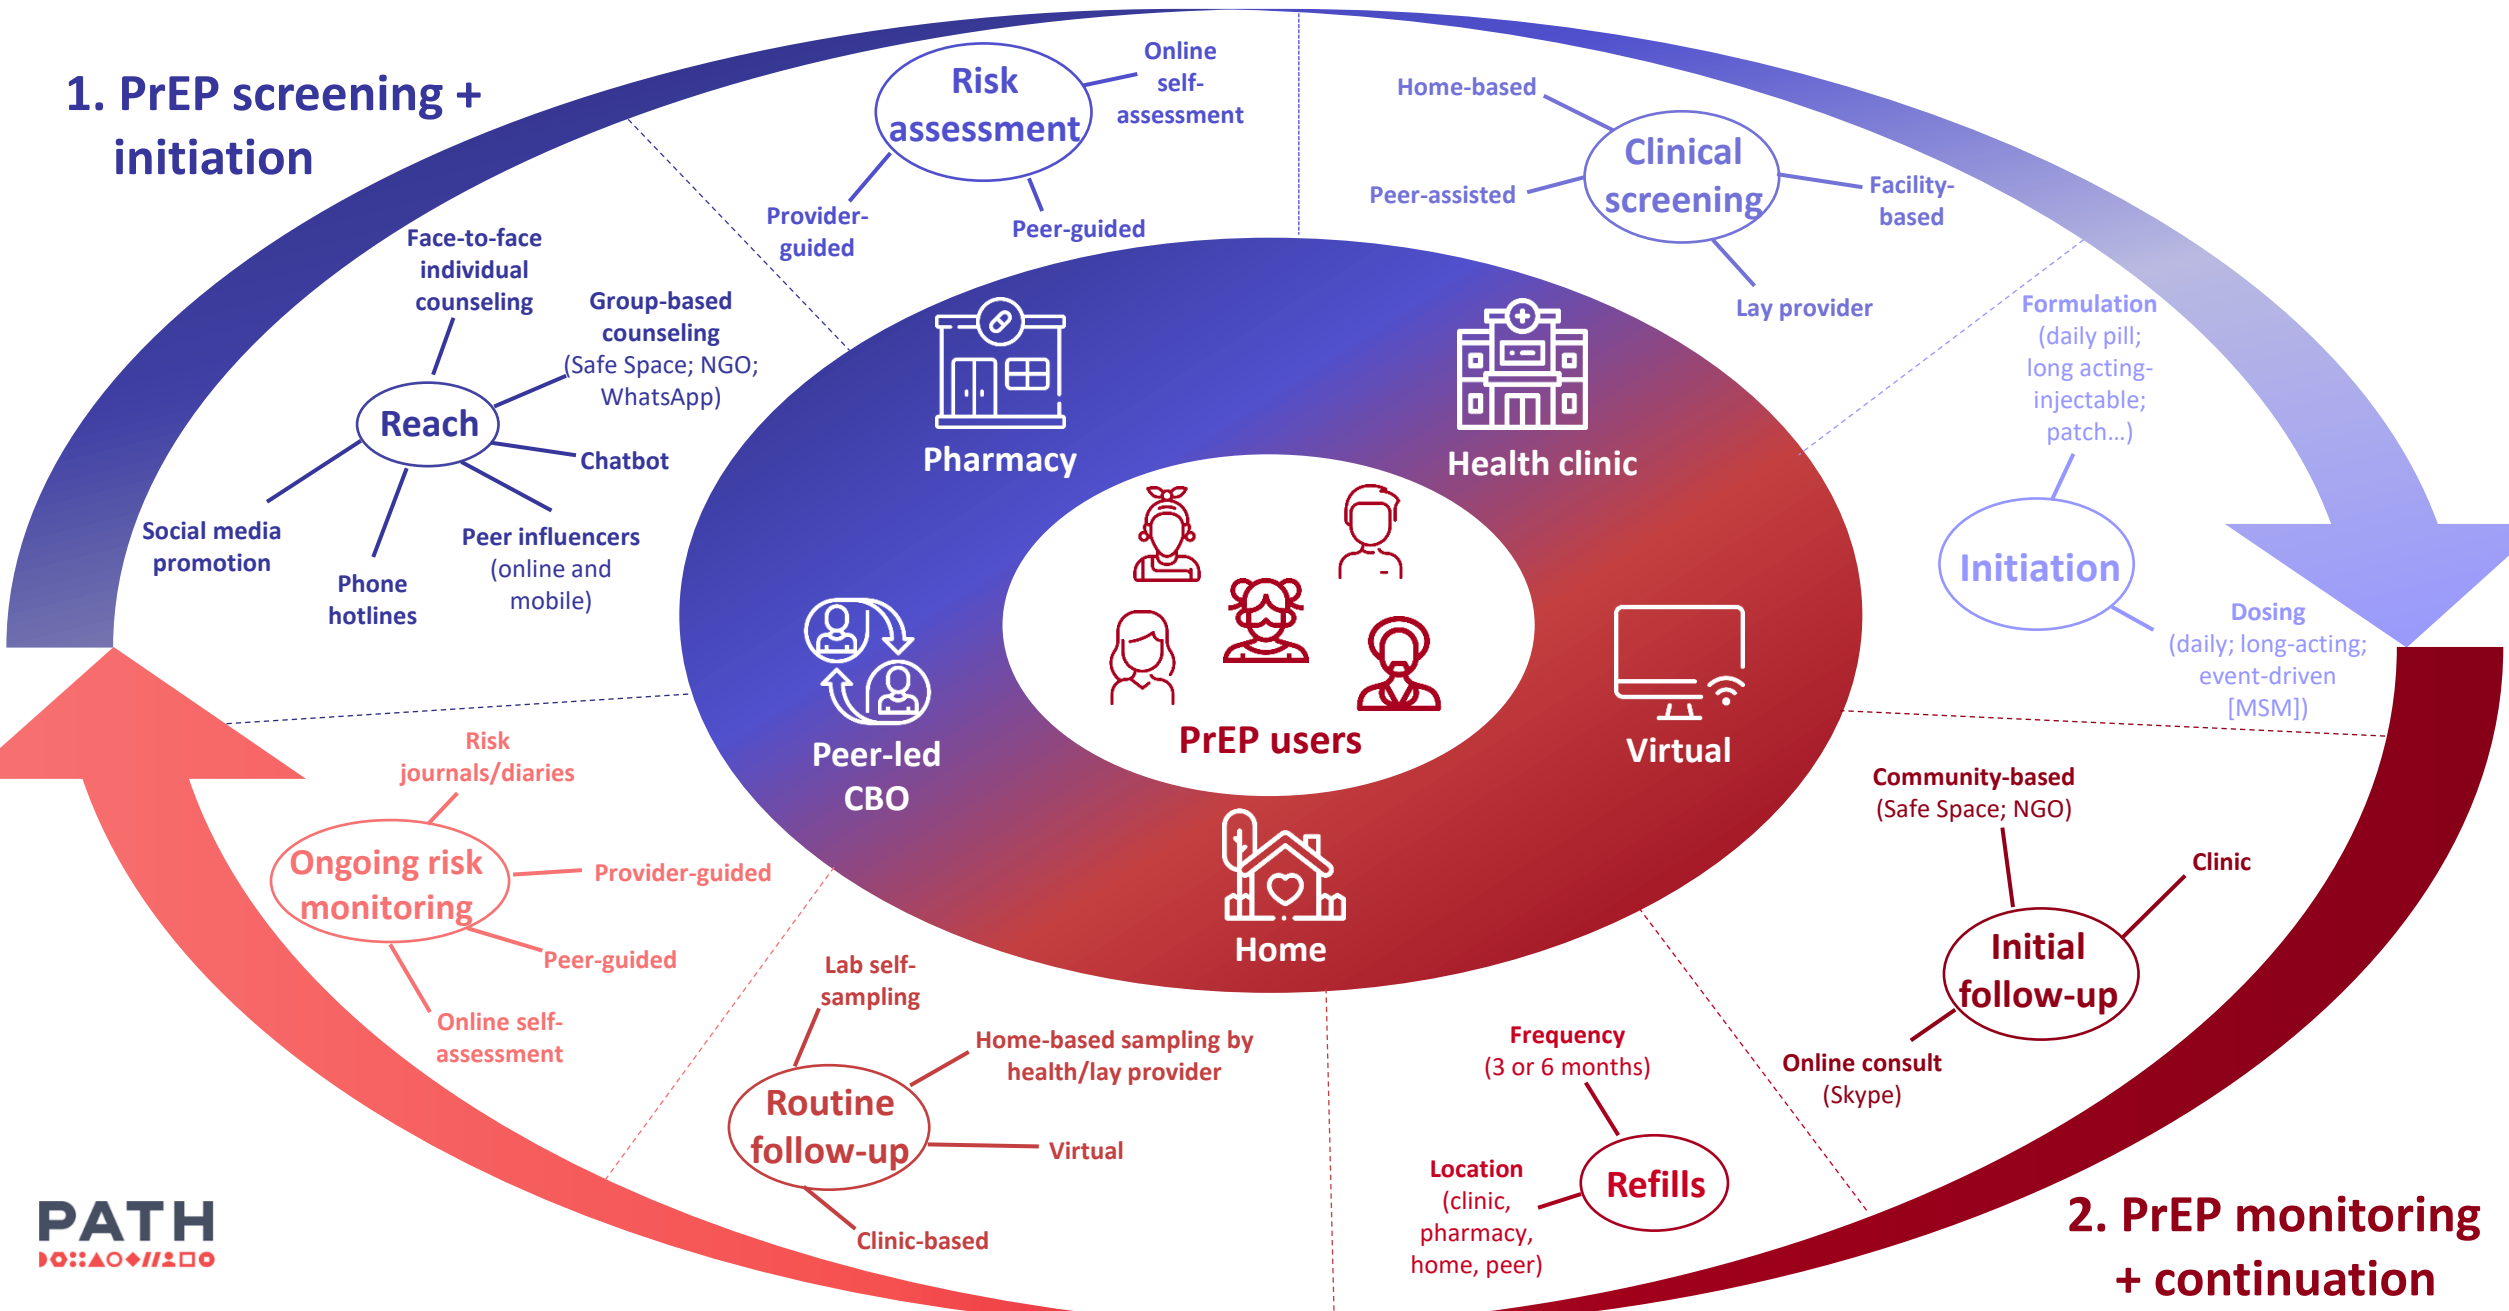 1. PrEP screening +
initiation
Risk
assessment
Online
self-
assessment
Provider-
guided
Peer-guided
Home-based
Clinical
screening
Peer-assisted
Facility-
based
Lay provider
Face-to-face
individual
counseling
Group-based
counseling
(Safe Space; NGO;
WhatsApp)
Reach
Chatbot
Social media
promotion
Phone
hotlines
Peer influencers
(online and
mobile)
Formulation
(daily pill;
long acting-
injectable;
patch...)
Initiation
Dosing
(daily; long-acting;
event-driven
[MSM])
Pharmacy
Health clinic
Peer-led
CBO
PrEP users
Virtual
Home
Risk
journals/diaries
Ongoing risk
monitoring
Provider-guided
Peer-guided
Online self-
assessment
Lab self-
sampling
Home-based sampling by
health/lay provider
Routine
follow-up
Virtual
Clinic-based
Frequency
(3 or 6 months)
Location
(clinic,
pharmacy,
home, peer)
Refills
Community-based
(Safe Space; NGO)
Clinic
Initial
follow-up
Online consult
(Skype)
PATH
2. PrEP monitoring
+ continuation